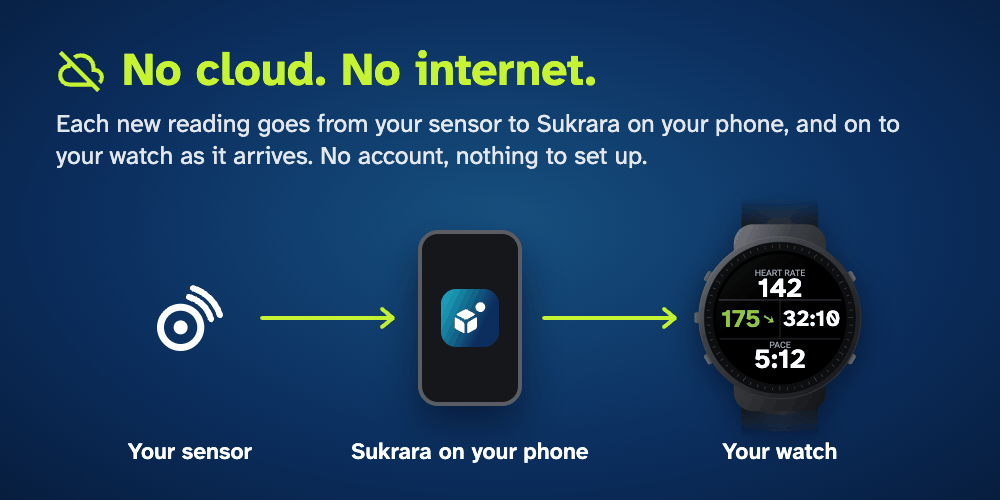 No cloud. No internet.
Each new reading goes from your sensor to Sukrara on your phone, and on to
your watch as it arrives. No account, nothing to set up.
HEART RATE
142
175 32:10
PACE
5:12
Your sensor
Sukrara on your phone
Your watch